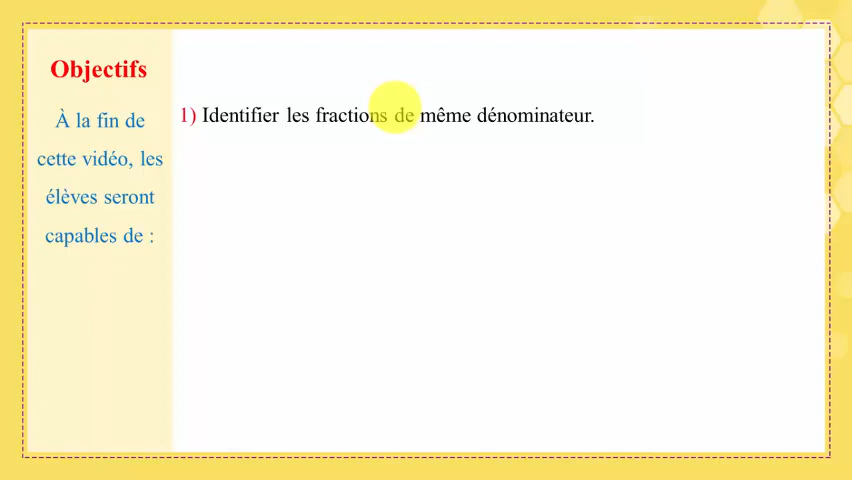 Objectifs
À la fin de
cette vidéo, les
élèves seront
capables de :
1) Identifier les fractions de même dénominateur.